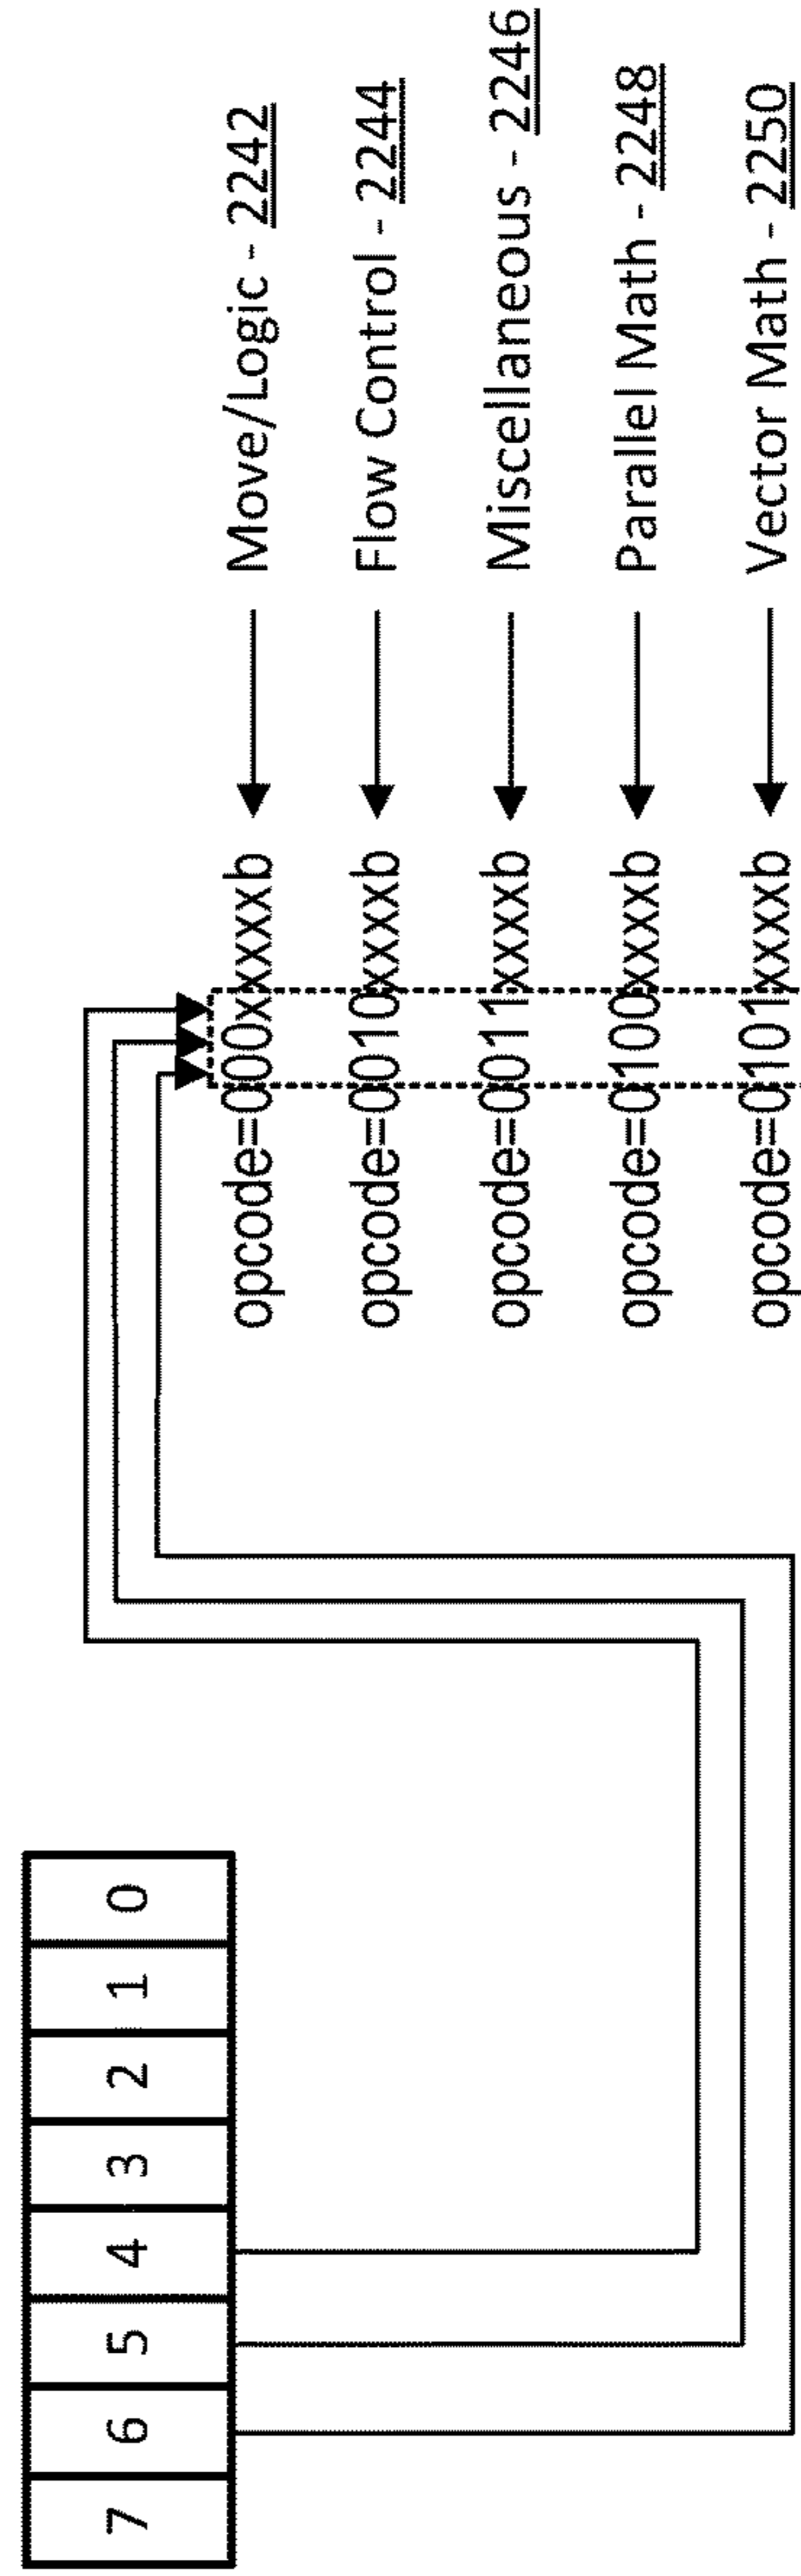 7 6 5 4 3 2 1 0
opcode=000xxxxxb Move/Logic - 2242
opcode=0010xxxxb Flow Control - 2244
opcode=0011xxxxb Miscellaneous - 2246
opcode=0100xxxxb Parallel Math - 2248
opcode=0101xxxxb Vector Math - 2250